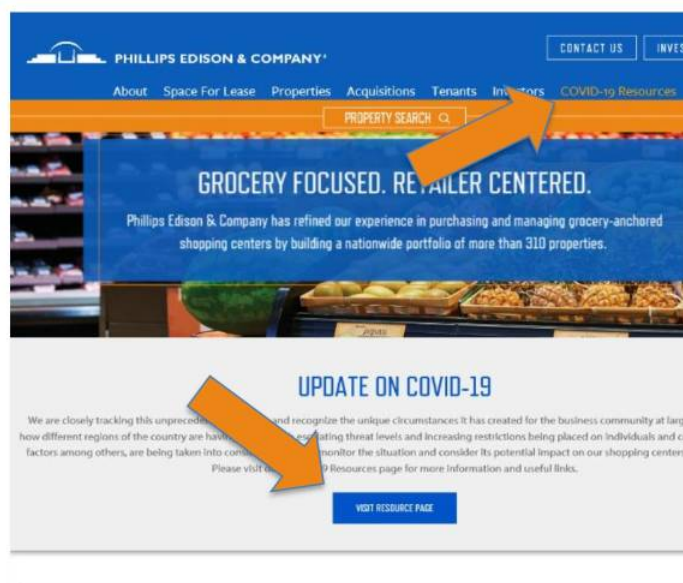 PHILLIPS EDISON & COMPANY
CONTACT US
INVES
About Space For Lease Properties Acquisitions Tenants Investors COVID-19 Resources
PROPERTY SEARCH
GROCERY FOCUSED. RETAILER CENTERED.
Phillips Edison & Company has refined our experience in purchasing and managing grocery-anchored
shopping centers by building a nationwide portfolio of more than 310 properties.
UPDATE ON COVID-19
We are closely tracking this and recognize the unique circumstances it has created for the business community at larg
how different regions of the country are escalating threat levels and increasing restrictions being placed on individuals and c
factors among others, are being taken into monitor the situation and consider its potential impact on our shopping centers
Please visit Resources page for more information and useful links.
VISIT RESOURCE PAGE